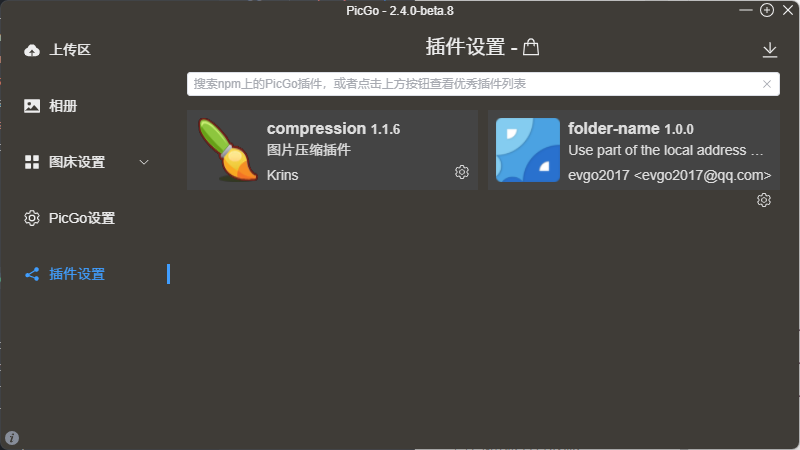 PicGo - 2.4.0-beta.8
上传区
相册
图床设置
PicGo设置
插件设置
插件设置 -
搜索npm上的PicGo插件，或者点击上方按钮查看优秀插件列表
compression 1.1.6
图片压缩插件
Krins
folder-name 1.0.0
Use part of the local address ...
evgo2017 <evgo2017@qq.com>